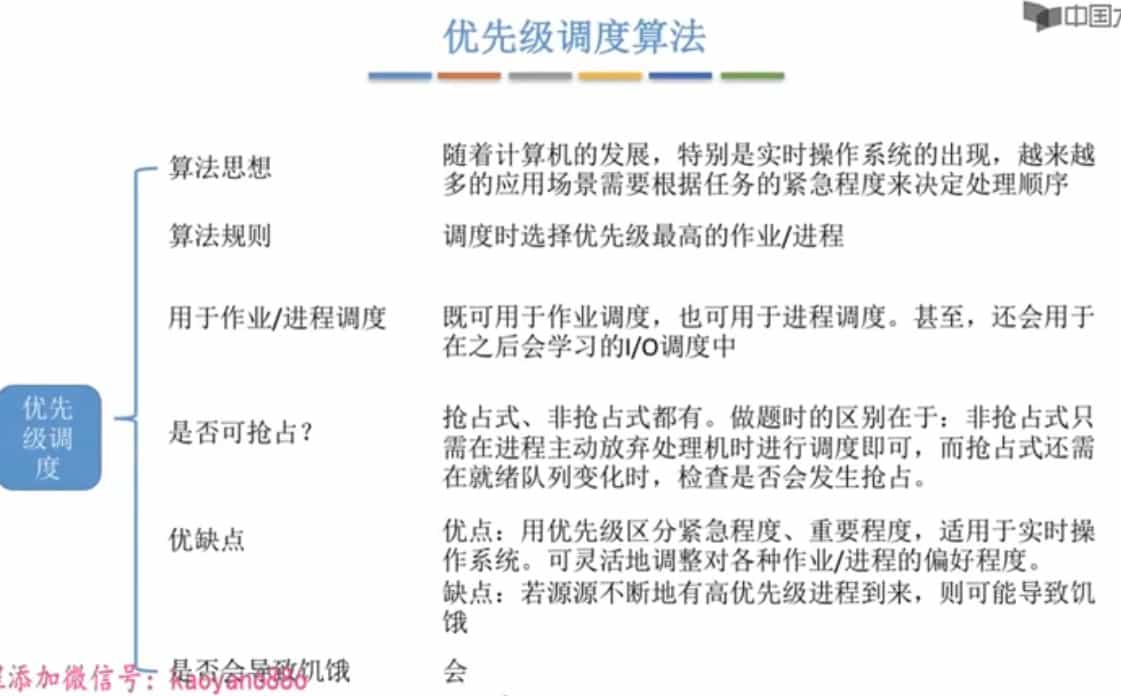 优先级调度算法
中国
算法思想
随着计算机的发展，特别是实时操作系统的出现，越来越
多的应用场景需要根据任务的紧急程度来决定处理顺序
算法规则
调度时选择优先级最高的作业/进程
用于作业/进程调度
既可用于作业调度，也可用于进程调度。甚至，还会用于
在之后会学习的I/O调度中
优先
级调
度
是否可抢占？
抢占式、非抢占式都有。做题时的区别在于：非抢占式只
需在进程主动放弃处理机时进行调度即可，而抢占式还需
在就绪队列变化时，检查是否会发生抢占。
优缺点
优点：用优先级区分紧急程度、重要程度，适用于实时操
作系统。可灵活地调整对各种作业/进程的偏好程度。
缺点：若源源不断地有高优先级进程到来，则可能导致饥
饿
是否会导致饥饿
会
添加微信号：